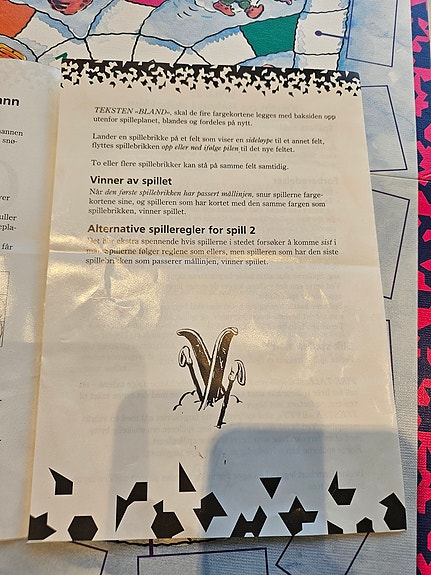 TEKSTEN «BLAND», skal de fire fargekortene legges med baksiden opp
utenfor spilleplanet, blandes og fordeles på nytt.
Lander en spillebrikke på et felt som viser en sideløype til et annet felt,
flyttes spillebrikken opp eller ned ifølge pilen til det nye feltet.
To eller flere spillebrikker kan stå på samme felt samtidig.
Vinner av spillet
Når den første spillebrikken har passert mållinjen, snur spillerne farge-
kortene sine, og spilleren som har kortet med den samme fargen som
spillebrikken, vinner spillet.
Alternative spilleregler for spill 2
Det blir ekstra spennende hvis spillerne i stedet forsøker å komme sist i
mål. Spillerne følger reglene som ellers, men spilleren som har den siste
spillebrikken som passerer mållinjen, vinner spillet.